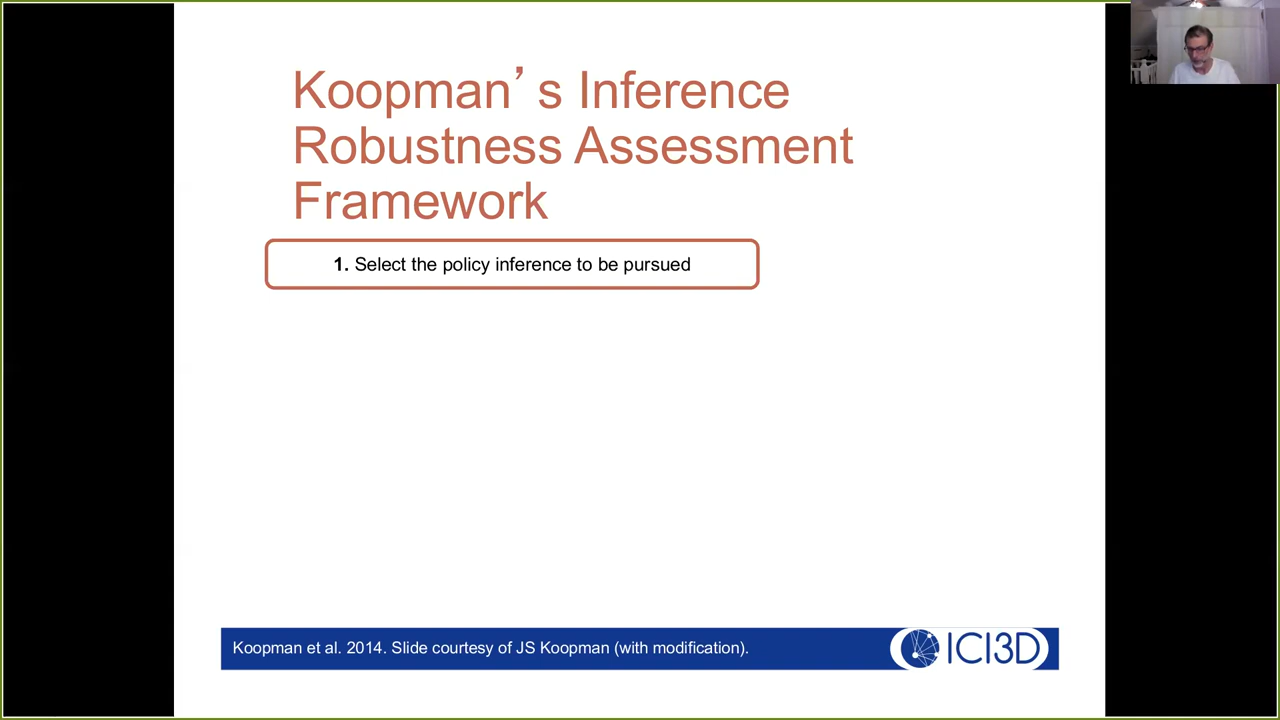 Koopman’s Inference
Robustness Assessment
Framework
1. Select the policy inference to be pursued
Koopman et al. 2014. Slide courtesy of JS Koopman (with modification).
ICI3D